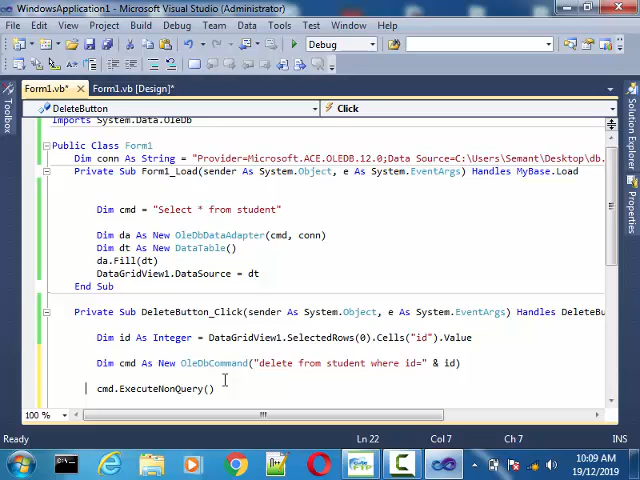 WindowsApplication1 - Microsoft Visual Studio (Administrator)
File Edit View Project Build Debug Team Data Tools Test Window Help
Debug
Form1.vb* Form1.vb [Design]*
DeleteButton Click
Toolbox
Solution Explorer
Properties
Imports System.Data.OleDb
Public Class Form1
Dim conn As String = "Provider=Microsoft.ACE.OLEDB.12.0;Data Source=C:\Users\Semant\Desktop\db.
Private Sub Form1_Load(sender As System.Object, e As System.EventArgs) Handles MyBase.Load
Dim cmd = "Select * from student"
Dim da As New OleDbDataAdapter(cmd, conn)
Dim dt As New DataTable()
da.Fill(dt)
DataGridView1.DataSource = dt
End Sub
Private Sub DeleteButton_Click(sender As System.Object, e As System.EventArgs) Handles DeleteBu
Dim id As Integer = DataGridView1.SelectedRows(0).Cells("id").Value
Dim cmd As New OleDbCommand("delete from student where id=" & id)
cmd.ExecuteNonQuery()
100 %
Ready Ln 22 Col 7 Ch 7 INS
10:09 AM
19/12/2019